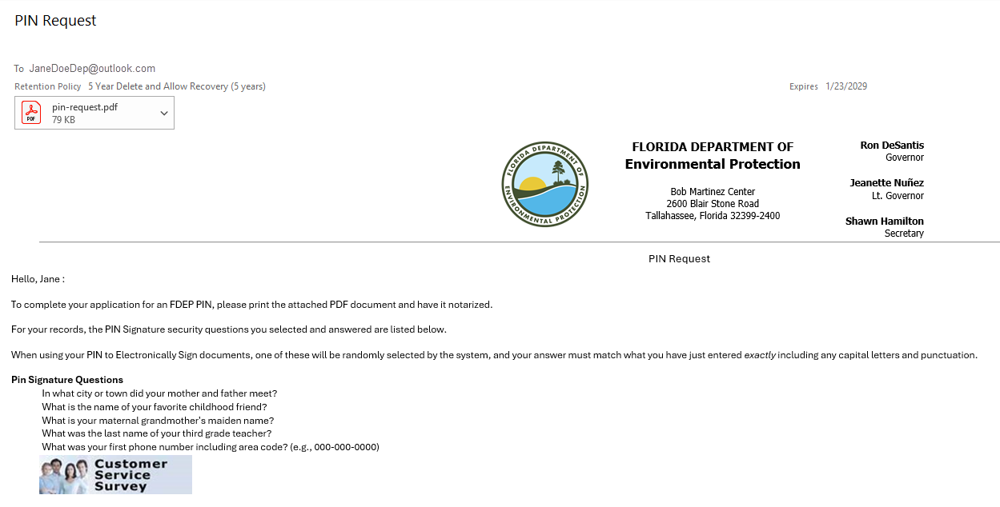 PIN Request
To JaneDoeDep@outlook.com
Retention Policy 5 Year Delete and Allow Recovery (5 years)
Expires 1/23/2029
PDF
pin-request.pdf
79 KB
FLORIDA DEPARTMENT OF
ENVIRONMENTAL PROTECTION
FLORIDA DEPARTMENT OF
Environmental Protection
Bob Martinez Center
2600 Blair Stone Road
Tallahassee, Florida 32399-2400
Ron DeSantis
Governor
Jeanette Nuñez
Lt. Governor
Shawn Hamilton
Secretary
PIN Request
Hello, Jane :
To complete your application for an FDEP PIN, please print the attached PDF document and have it notarized.
For your records, the PIN Signature security questions you selected and answered are listed below.
When using your PIN to Electronically Sign documents, one of these will be randomly selected by the system, and your answer must match what you have just entered exactly including any capital letters and punctuation.
Pin Signature Questions
In what city or town did your mother and father meet?
What is the name of your favorite childhood friend?
What is your maternal grandmother's maiden name?
What was the last name of your third grade teacher?
What was your first phone number including area code? (e.g., 000-000-0000)
Customer
Service
Survey